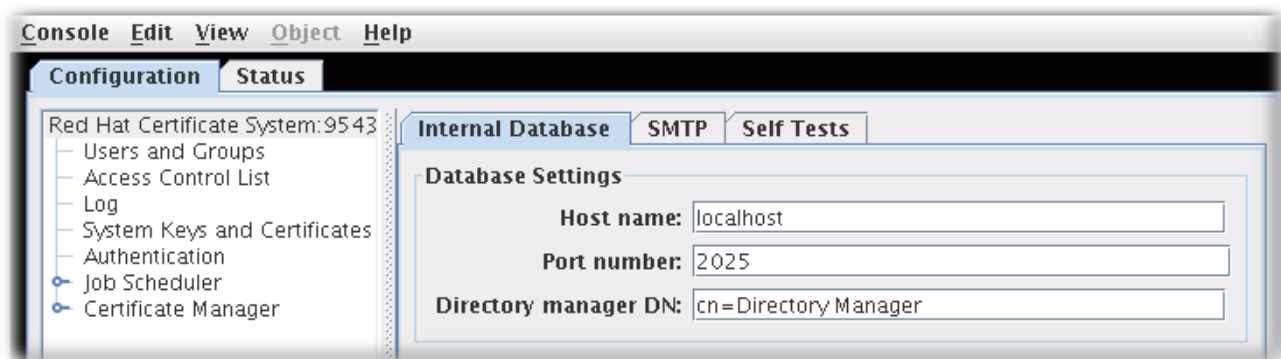 Console Edit View Object Help
Configuration Status
Red Hat Certificate System:9543
Users and Groups
Access Control List
Log
System Keys and Certificates
Authentication
Job Scheduler
Certificate Manager
Internal Database SMTP Self Tests
Database Settings
Host name: localhost
Port number: 2025
Directory manager DN: cn=Directory Manager